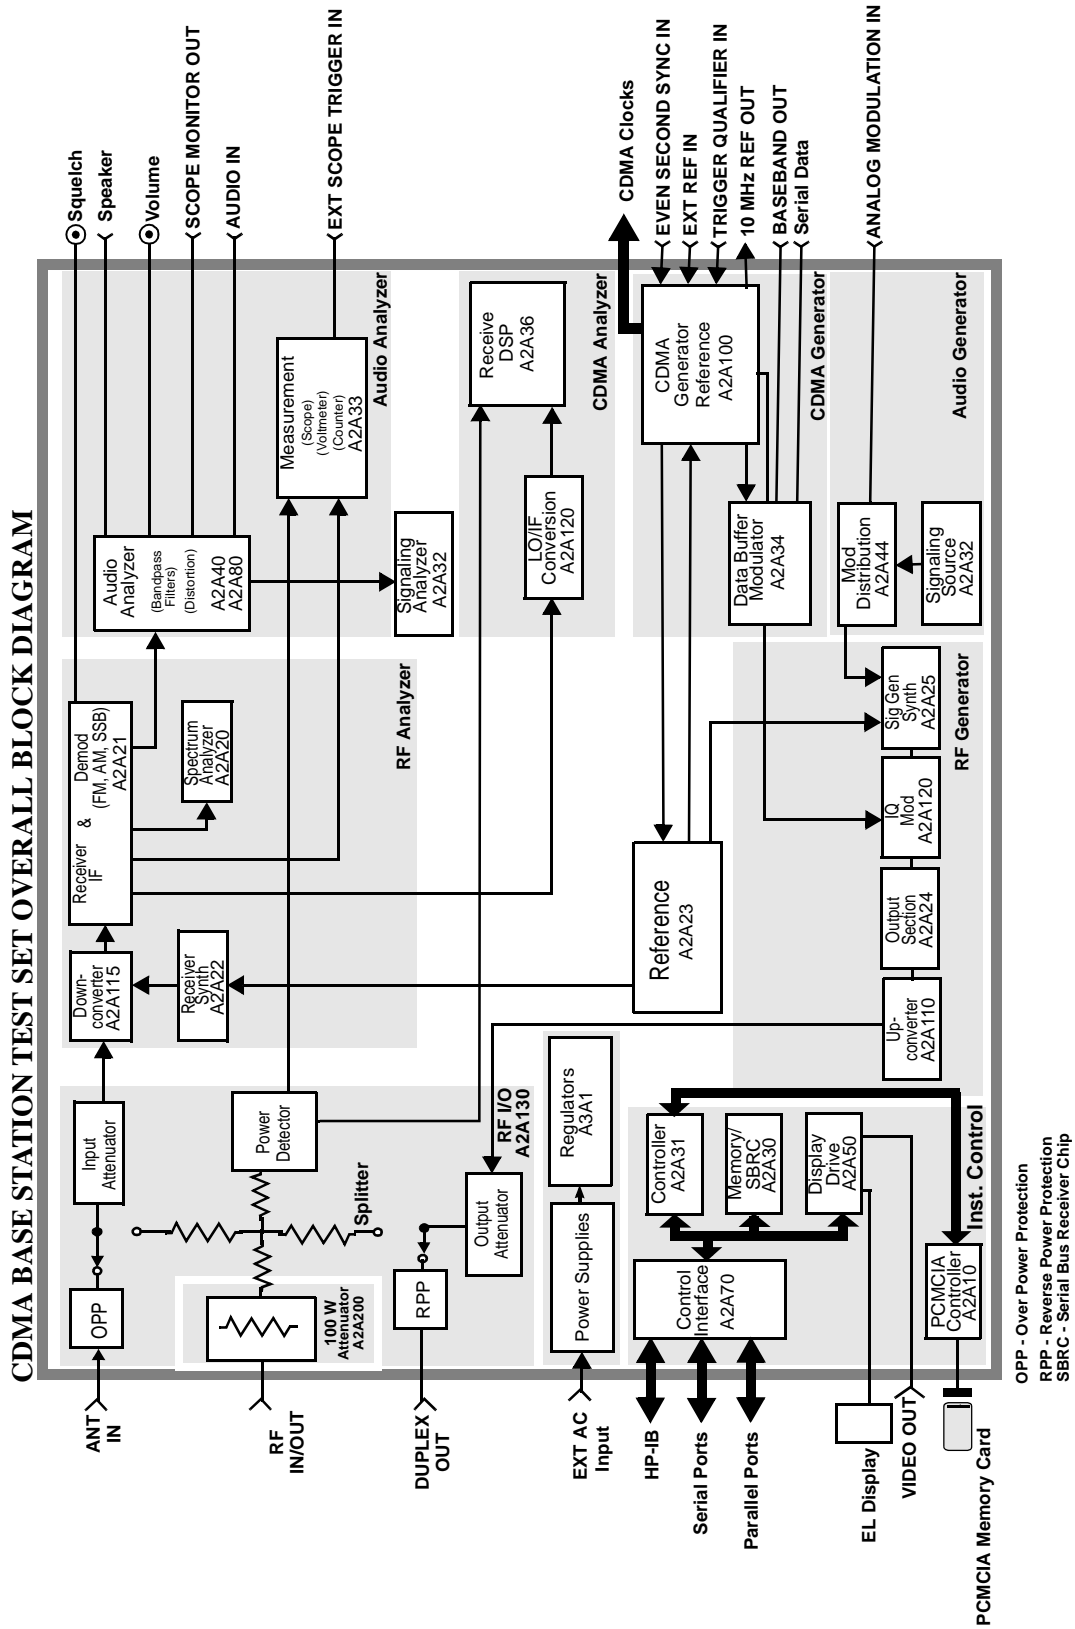 CDMA BASE STATION TEST SET OVERALL BLOCK DIAGRAM
ANT
IN
OPP
Input
Attenuator
Down-
converter
A2A115
Receiver
IF
&
Demod
(FM, AM, SSB)
A2A21
Receiver
Synth
A2A22
Spectrum
Analyzer
A2A20
RF Analyzer
Audio
Analyzer
(Bandpass
Filters)
(Distortion)
A2A40
A2A80
Squelch
Speaker
Volume
SCOPE MONITOR OUT
AUDIO IN
Measurement
(Scope)
(Voltmeter)
(Counter)
A2A33
Audio Analyzer
EXT SCOPE TRIGGER IN
Signaling
Analyzer
A2A32
RF
IN/OUT
100 W
Attenuator
A2A200
Splitter
Power
Detector
RF I/O
A2A130
DUPLEX
OUT
RPP
Output
Attenuator
Receive
DSP
A2A36
LO/IF
Conversion
A2A120
CDMA Analyzer
EXT AC
Input
Power Supplies
Regulators
A3A1
Reference
A2A23
CDMA
Generator
Reference
A2A100
Data Buffer
Modulator
A2A34
CDMA Generator
CDMA Clocks
EVEN SECOND SYNC IN
EXT REF IN
TRIGGER QUALIFIER IN
10 MHz REF OUT
BASEBAND OUT
Serial Data
HP-IB
Serial Ports
Parallel Ports
Control
Interface
A2A70
Controller
A2A31
Memory/
SBRC
A2A30
Display
Drive
A2A50
Inst. Control
PCMCIA
Controller
A2A10
EL Display
VIDEO OUT
PCMCIA Memory Card
Up-
converter
A2A110
Output
Section
A2A24
IQ
Mod
A2A120
Sig Gen
Synth
A2A25
RF Generator
Mod
Distribution
A2A44
Signaling
Source
A2A32
Audio Generator
ANALOG MODULATION IN
OPP - Over Power Protection
RPP - Reverse Power Protection
SBRC - Serial Bus Receiver Chip